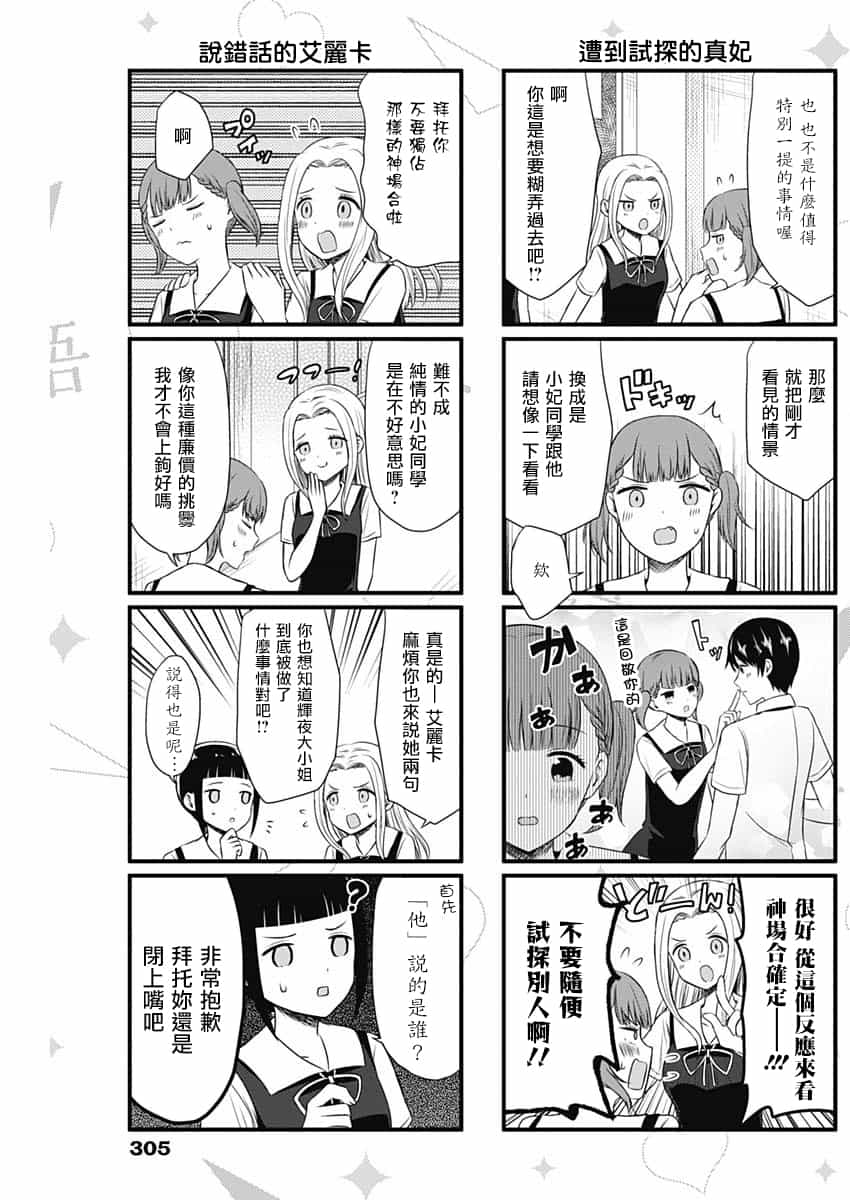 遭到試探的真妃
也 也不是什麼值得
特別一提的事情喔
啊
你這是想要糊弄過去吧!?
那麼
就把剛才
看見的情景
換成是
小妃同學跟他
請想像一下看看
ドギッ
欸
トッ
這是回敬你的
かぁぁぁ
很好 從這個反應來看
神場合確定——!!!
どーん!
不要隨便
試探別人啊!!
說錯話的艾麗卡
拜托你
不要獨佔
那樣的神場合啦
プイッ
啊
難不成
純情的小妃同學
是在不好意思嗎?
つつー!
像你這種廉價的挑釁
我才不會上鉤好嗎
真是的—艾麗卡
麻煩你也來說她兩句
你也想知道輝夜大小姐
到底被做了
什麼事情對吧!?
說得也是呢…
首先
「他」說的是誰?
?
非常抱歉
拜托妳還是
閉上嘴吧
305